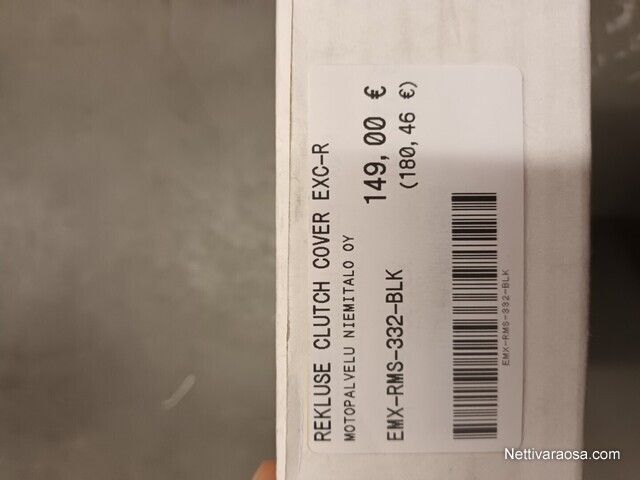 REKLUSE CLUTCH COVER EXC-R
MOTOPALVELU NIEMITALO OY
149,00 €
(180,46 €)
EMX-RMS-332-BLK
EMX-RMS-332-BLK
Nettivaraosa.com